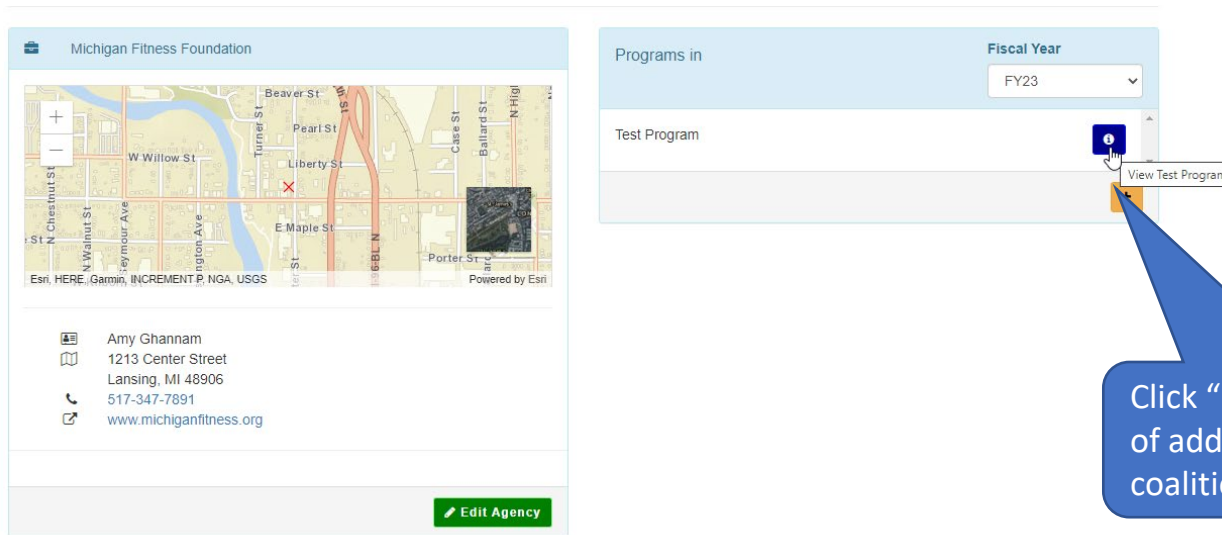 Michigan Fitness Foundation
Beaver St
Pearl St
Turner St
Case St
Ballard St
N High
W Willow St
Liberty St
N Chestnut St
N Walnut St
Seymour Ave
E Maple St
Porter St
Esri, HERE, Garmin, INCREMENT P, NGA, USGS
Powered by Esri
Amy Ghannam
1213 Center Street
Lansing, MI 48906
517-347-7891
www.michiganfitness.org
Edit Agency
Programs in
Fiscal Year
FY23
Test Program
View Test Program
Click “
of add
coaliti